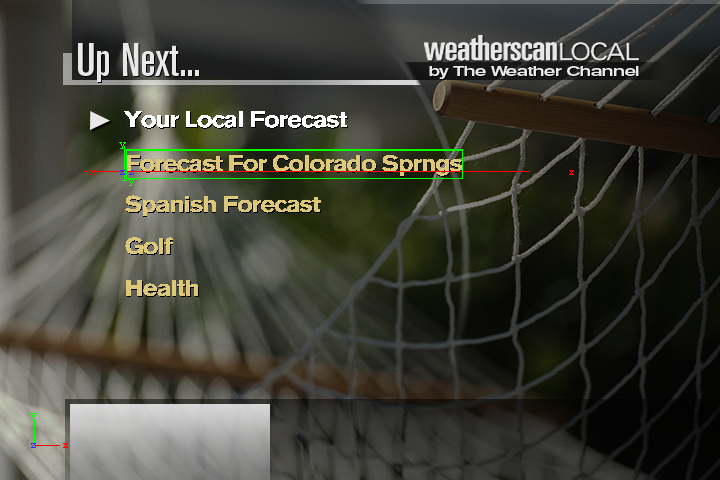 Up Next...
weatherscanLOCAL
by The Weather Channel
Your Local Forecast
Forecast For Colorado Sprngs
Spanish Forecast
Golf
Health